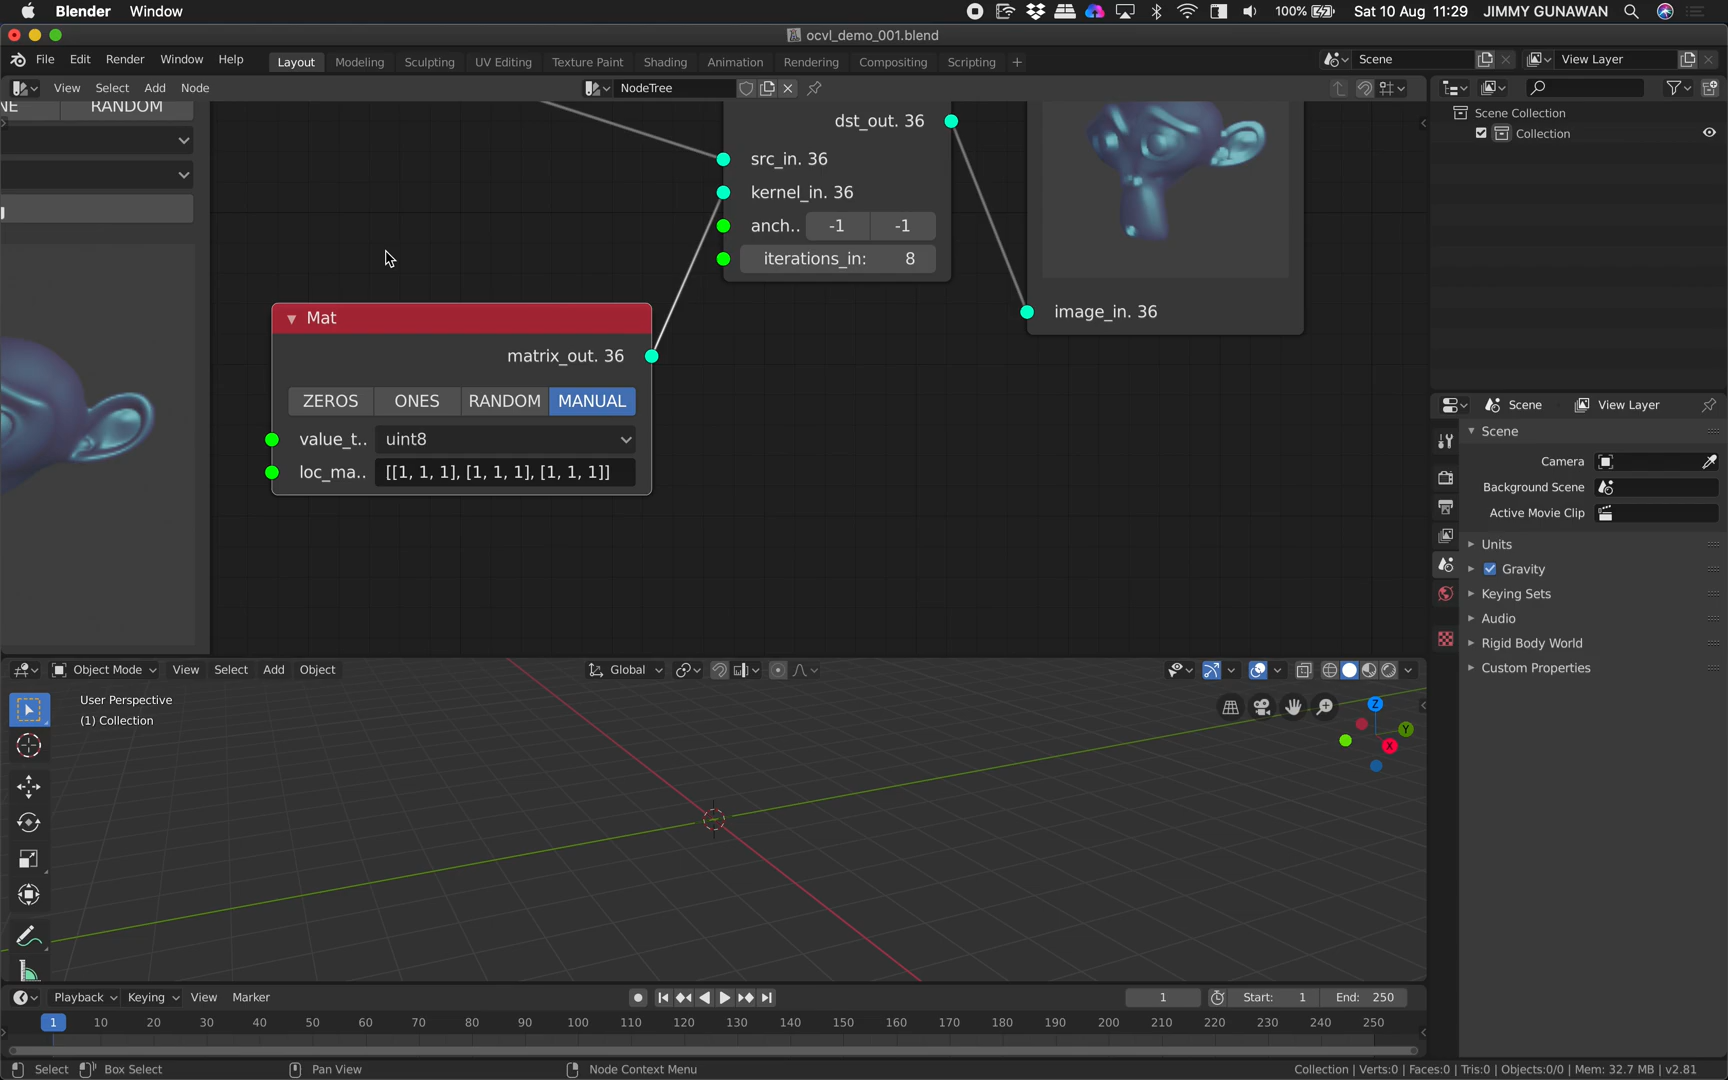 Blender Window 100% Sat 10 Aug 11:29 JIMMY GUNAWAN
ocvl_demo_001.blend
File Edit Render Window Help Layout Modeling Sculpting UV Editing Texture Paint Shading Animation Rendering Compositing Scripting + Scene View Layer
View Select Add Node NodeTree
NE RANDOM
Scene Collection
Collection
dst_out. 36
src_in. 36
kernel_in. 36
anch.. -1 -1
iterations_in: 8
image_in. 36
Mat
matrix_out. 36
ZEROS ONES RANDOM MANUAL
value_t.. uint8
loc_ma.. [[1, 1, 1], [1, 1, 1], [1, 1, 1]]
Scene View Layer
Scene
Camera
Background Scene
Active Movie Clip
Units
Gravity
Keying Sets
Audio
Rigid Body World
Custom Properties
Object Mode View Select Add Object Global
User Perspective
(1) Collection
Z
Y
X
Playback Keying View Marker 1 Start: 1 End: 250
1 10 20 30 40 50 60 70 80 90 100 110 120 130 140 150 160 170 180 190 200 210 220 230 240 250
Select Box Select Pan View Node Context Menu Collection | Verts:0 | Faces:0 | Tris:0 | Objects:0/0 | Mem: 32.7 MB | v2.81